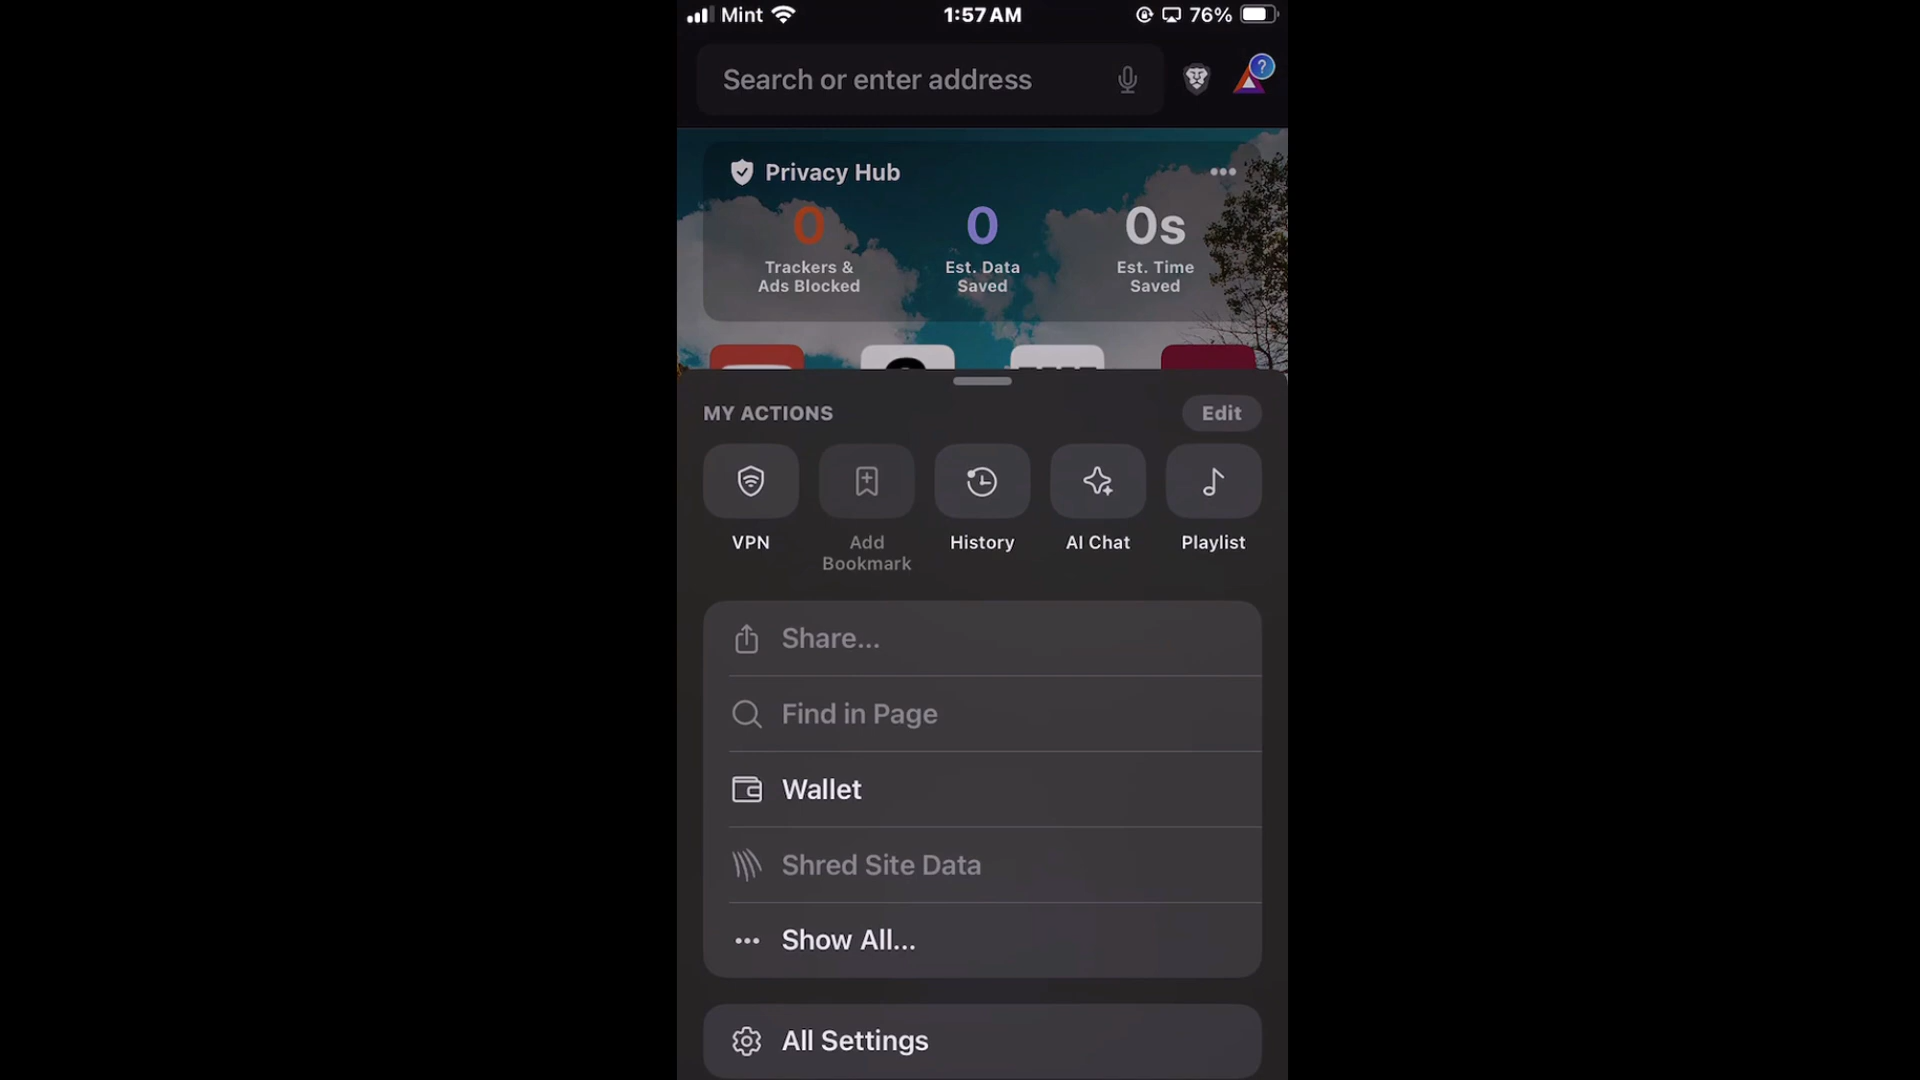 Mint 1:57 AM 76%
Search or enter address
?
Privacy Hub
0 0 0s
Trackers & Est. Data Est. Time
Ads Blocked Saved Saved
MY ACTIONS Edit
VPN Add History AI Chat Playlist
Bookmark
Share...
Find in Page
Wallet
Shred Site Data
Show All...
All Settings